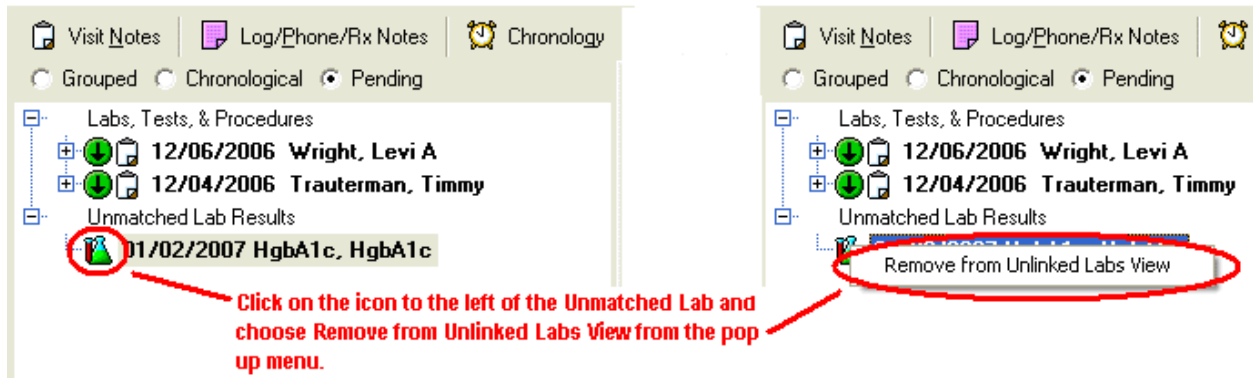 Visit Notes Log/Phone/Rx Notes Chronology
Grouped Chronological Pending
Labs, Tests, & Procedures
12/06/2006 Wright, Levi A
12/04/2006 Trauterman, Timmy
Unmatched Lab Results
01/02/2007 HgbA1c, HgbA1c
Visit Notes Log/Phone/Rx Notes
Grouped Chronological Pending
Labs, Tests, & Procedures
12/06/2006 Wright, Levi A
12/04/2006 Trauterman, Timmy
Unmatched Lab Results
Remove from Unlinked Labs View
Click on the icon to the left of the Unmatched Lab and
choose Remove from Unlinked Labs View from the pop
up menu.